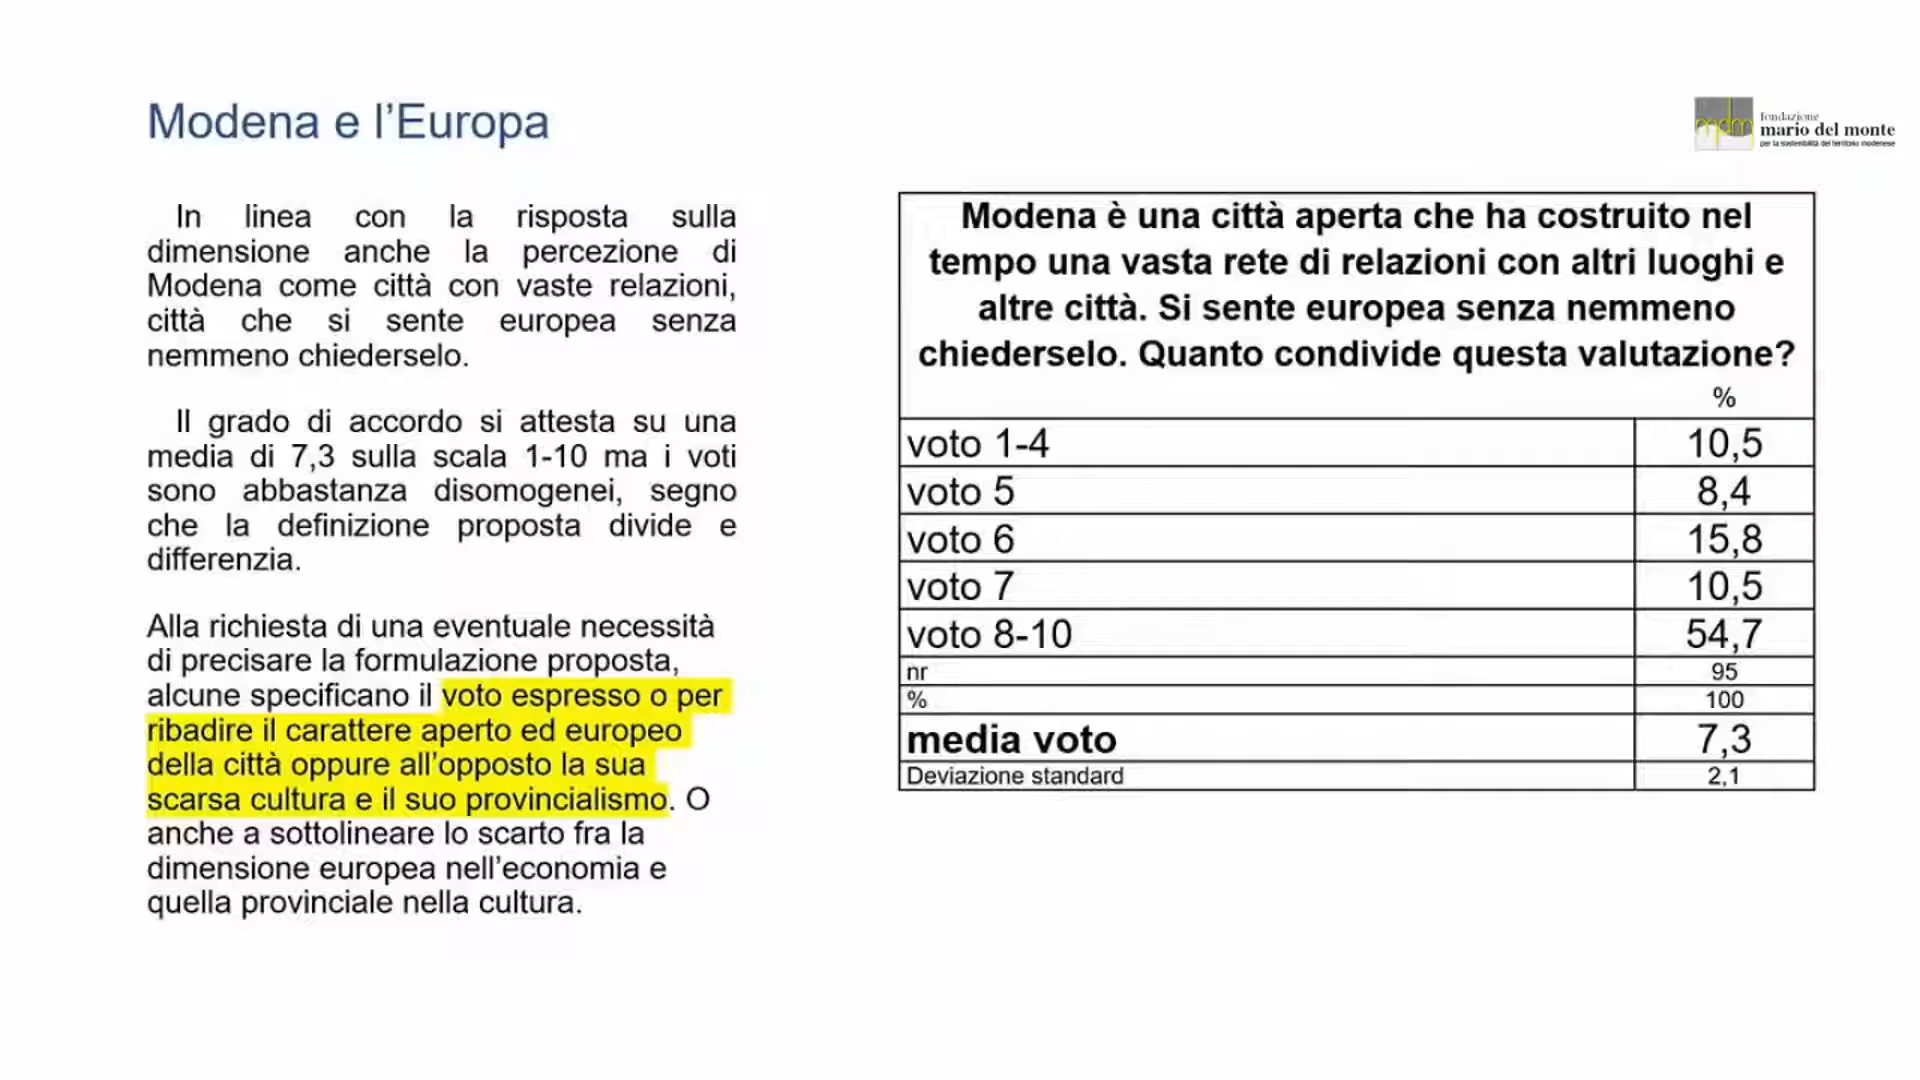 Modena e l’Europa
fondazione
mario del monte
per la sostenibilità del territorio modenese
In linea con la risposta sulla
dimensione anche la percezione di
Modena come città con vaste relazioni,
città che si sente europea senza
nemmeno chiederselo.
Il grado di accordo si attesta su una
media di 7,3 sulla scala 1-10 ma i voti
sono abbastanza disomogenei, segno
che la definizione proposta divide e
differenzia.
Alla richiesta di una eventuale necessità
di precisare la formulazione proposta,
alcune specificano il voto espresso o per
ribadire il carattere aperto ed europeo
della città oppure all’opposto la sua
scarsa cultura e il suo provincialismo. O
anche a sottolineare lo scarto fra la
dimensione europea nell’economia e
quella provinciale nella cultura.
Modena è una città aperta che ha costruito nel
tempo una vasta rete di relazioni con altri luoghi e
altre città. Si sente europea senza nemmeno
chiederselo. Quanto condivide questa valutazione?
%
voto 1-4 10,5
voto 5 8,4
voto 6 15,8
voto 7 10,5
voto 8-10 54,7
nr 95
% 100
media voto 7,3
Deviazione standard 2,1